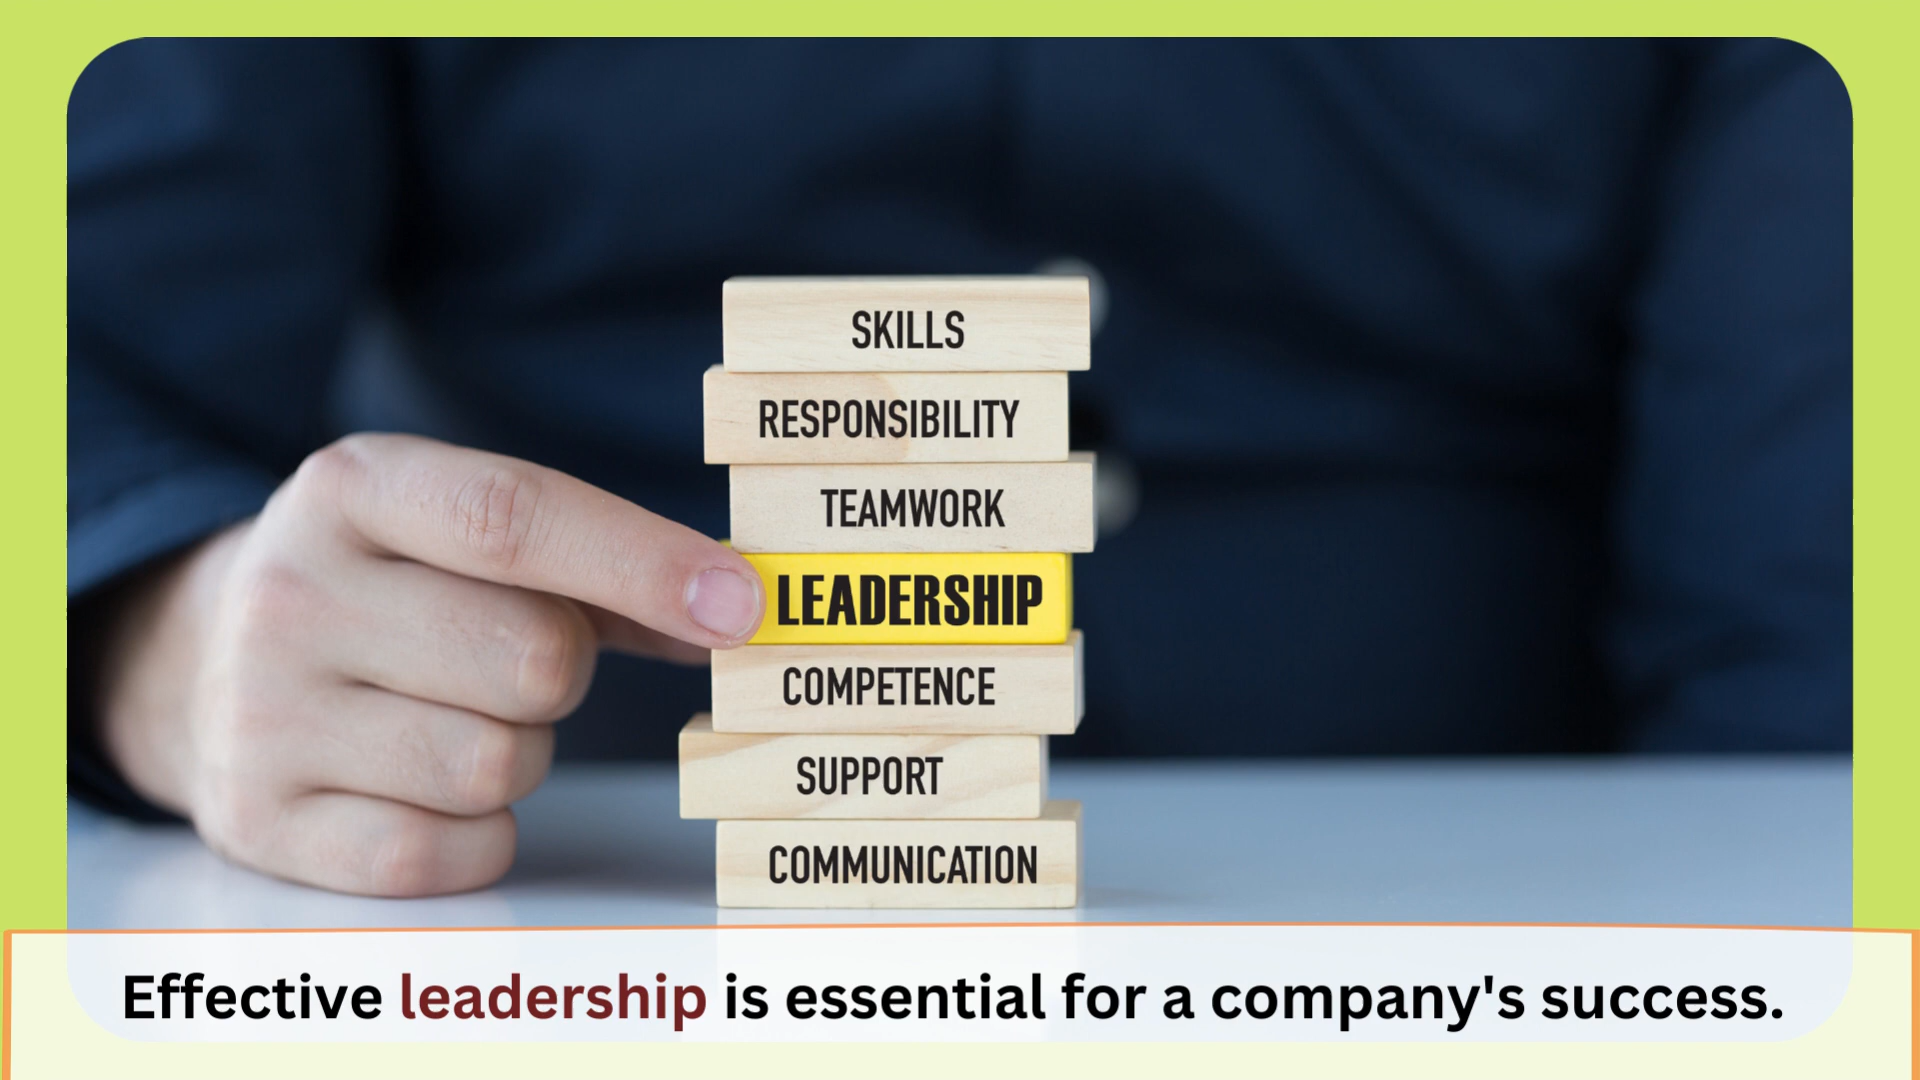 SKILLS
RESPONSIBILITY
TEAMWORK
LEADERSHIP
COMPETENCE
SUPPORT
COMMUNICATION
Effective leadership is essential for a company's success.